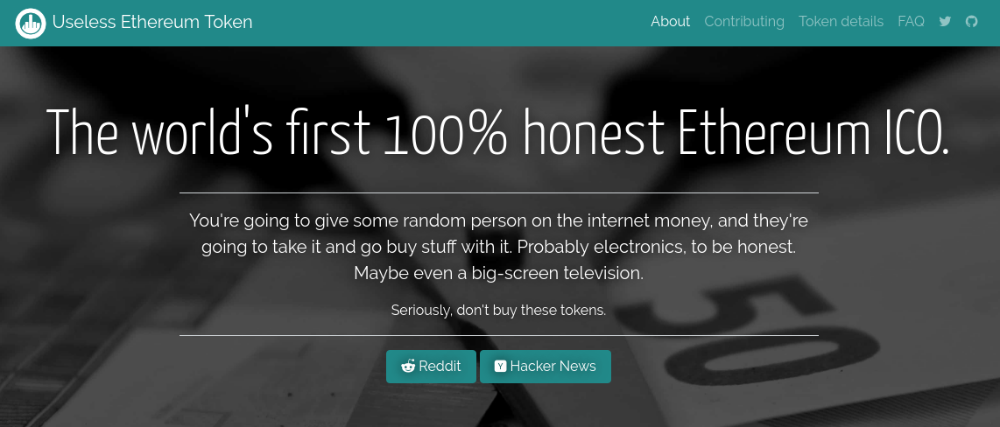 Useless Ethereum Token
About Contributing Token details FAQ
The world's first 100% honest Ethereum ICO.
You're going to give some random person on the internet money, and they're
going to take it and go buy stuff with it. Probably electronics, to be honest.
Maybe even a big-screen television.
Seriously, don't buy these tokens.
Reddit
Y Hacker News
50